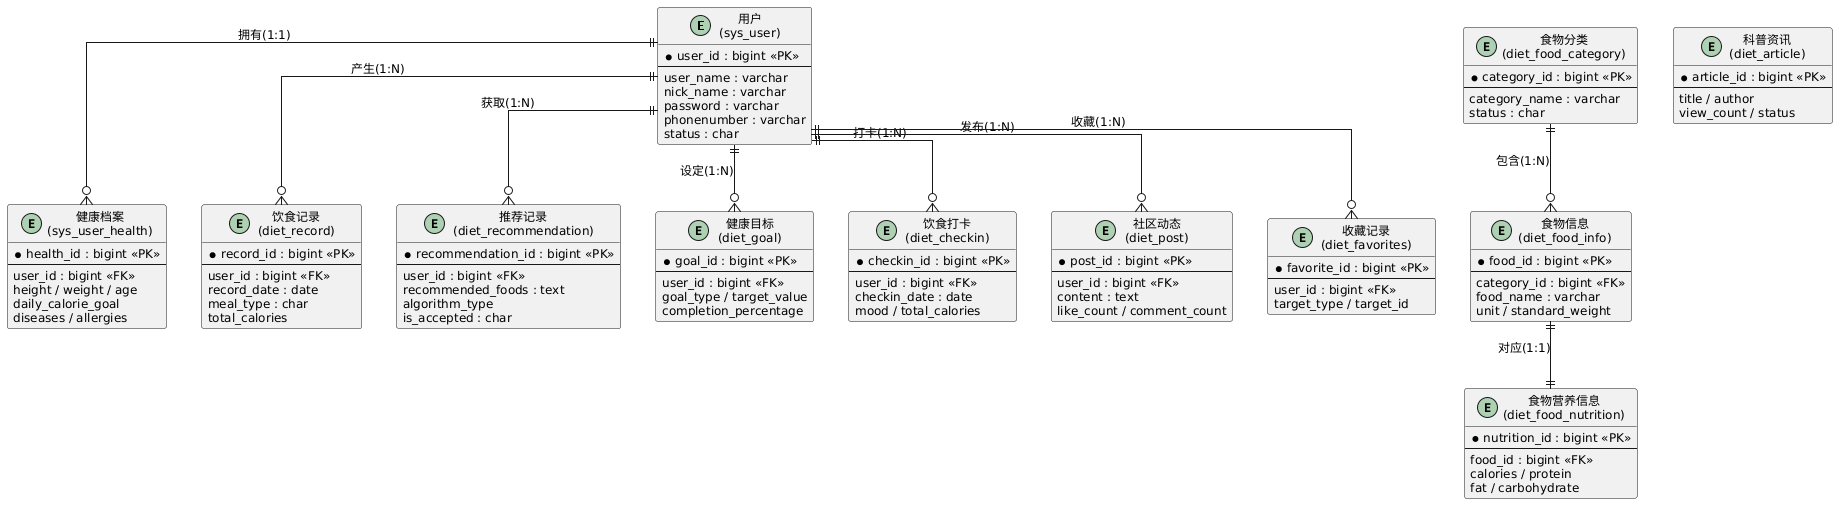 用户
(sys_user)
user_id : bigint «PK»
user_name : varchar
nick_name : varchar
password : varchar
phonenumber : varchar
status : char
食物分类
(diet_food_category)
category_id : bigint «PK»
category_name : varchar
status : char
科普资讯
(diet_article)
article_id : bigint «PK»
title / author
view_count / status
拥有(1:1)
产生(1:N)
获取(1:N)
设定(1:N)
打卡(1:N)
发布(1:N)
收藏(1:N)
包含(1:N)
健康档案
(sys_user_health)
health_id : bigint «PK»
user_id : bigint «FK»
height / weight / age
daily_calorie_goal
diseases / allergies
饮食记录
(diet_record)
record_id : bigint «PK»
user_id : bigint «FK»
record_date : date
meal_type : char
total_calories
推荐记录
(diet_recommendation)
recommendation_id : bigint «PK»
user_id : bigint «FK»
recommended_foods : text
algorithm_type
is_accepted : char
健康目标
(diet_goal)
goal_id : bigint «PK»
user_id : bigint «FK»
goal_type / target_value
completion_percentage
饮食打卡
(diet_checkin)
checkin_id : bigint «PK»
user_id : bigint «FK»
checkin_date : date
mood / total_calories
社区动态
(diet_post)
post_id : bigint «PK»
user_id : bigint «FK»
content : text
like_count / comment_count
收藏记录
(diet_favorites)
favorite_id : bigint «PK»
user_id : bigint «FK»
target_type / target_id
食物信息
(diet_food_info)
food_id : bigint «PK»
category_id : bigint «FK»
food_name : varchar
unit / standard_weight
对应(1:1)
食物营养信息
(diet_food_nutrition)
nutrition_id : bigint «PK»
food_id : bigint «FK»
calories / protein
fat / carbohydrate